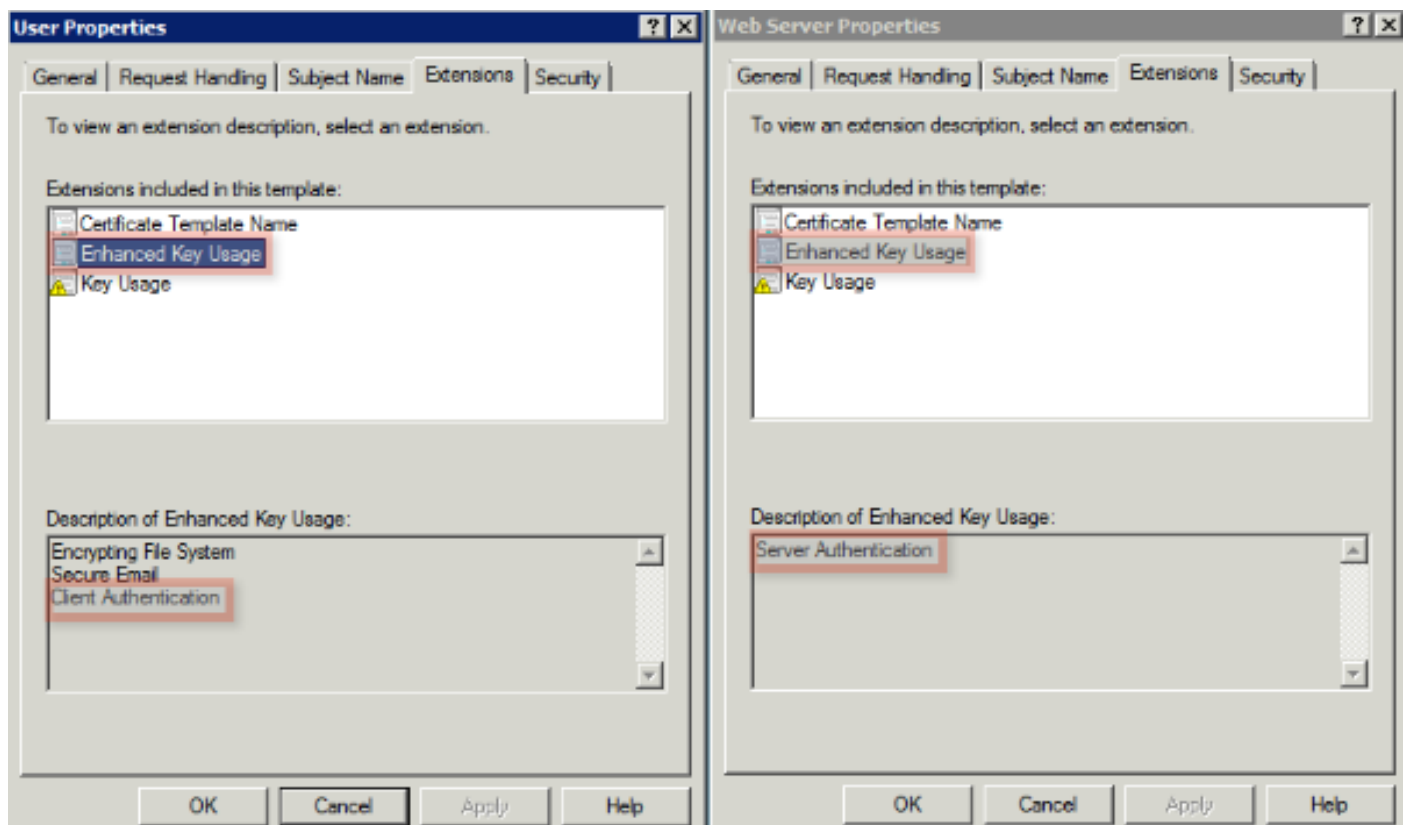 User Properties
General
Request Handling
Subject Name
Extensions
Security
To view an extension description, select an extension.
Extensions included in this template:
Certificate Template Name
Enhanced Key Usage
Key Usage
Description of Enhanced Key Usage:
Encrypting File System
Secure Email
Client Authentication
OK
Cancel
Apply
Help
Web Server Properties
General
Request Handling
Subject Name
Extensions
Security
To view an extension description, select an extension.
Extensions included in this template:
Certificate Template Name
Enhanced Key Usage
Key Usage
Description of Enhanced Key Usage:
Server Authentication
OK
Cancel
Apply
Help